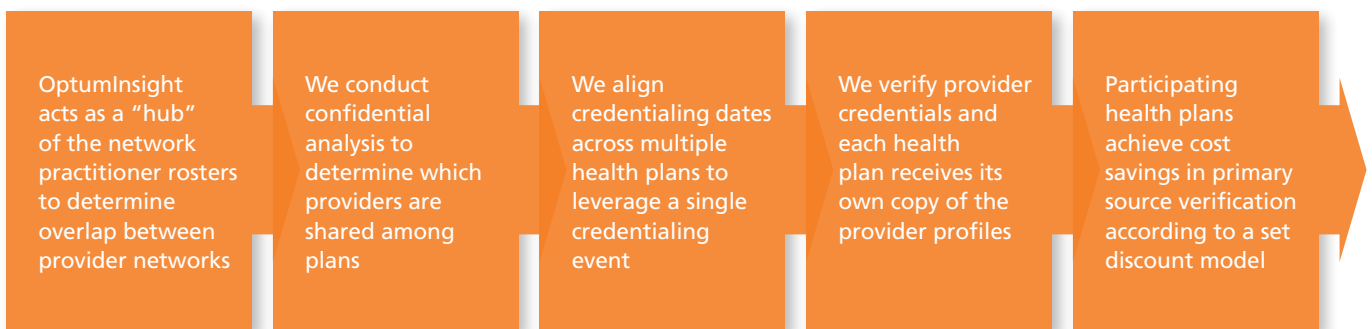 OptumInsight
acts as a “hub”
of the network
practitioner rosters
to determine
overlap between
provider networks
We conduct
confidential
analysis to
determine which
providers are
shared among
plans
We align
credentialing dates
across multiple
health plans to
leverage a single
credentialing
event
We verify provider
credentials and
each health
plan receives its
own copy of the
provider profiles
Participating
health plans
achieve cost
savings in primary
source verification
according to a set
discount model